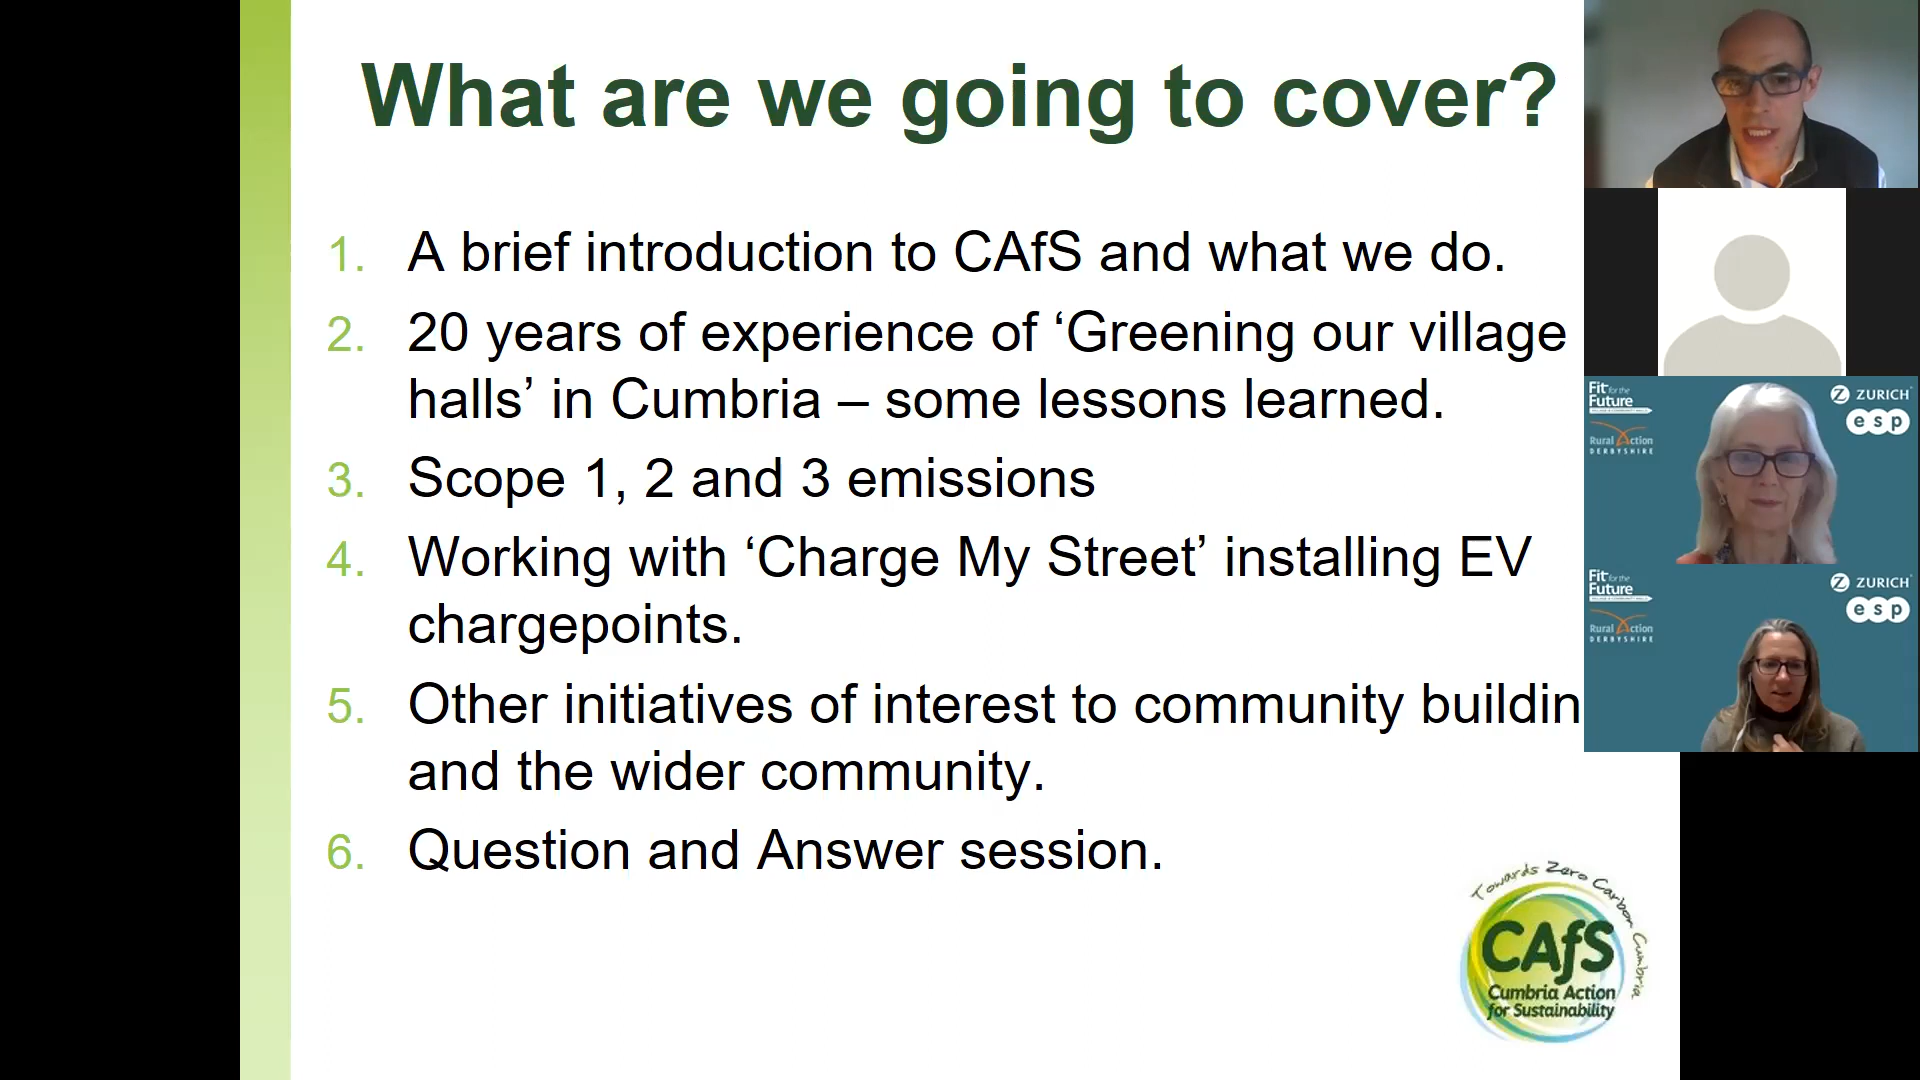 What are we going to cover?
1. A brief introduction to CAfS and what we do.
2. 20 years of experience of ‘Greening our village
halls’ in Cumbria – some lessons learned.
3. Scope 1, 2 and 3 emissions
4. Working with ‘Charge My Street’ installing EV
chargepoints.
5. Other initiatives of interest to community buildin
and the wider community.
6. Question and Answer session.
Towards Zero Carbon Cumbria
CAfS
Cumbria Action
for Sustainability
Fit for the
Future
Rural Action
DERBYSHIRE
ZURICH
esp
Fit for the
Future
Rural Action
DERBYSHIRE
ZURICH
esp